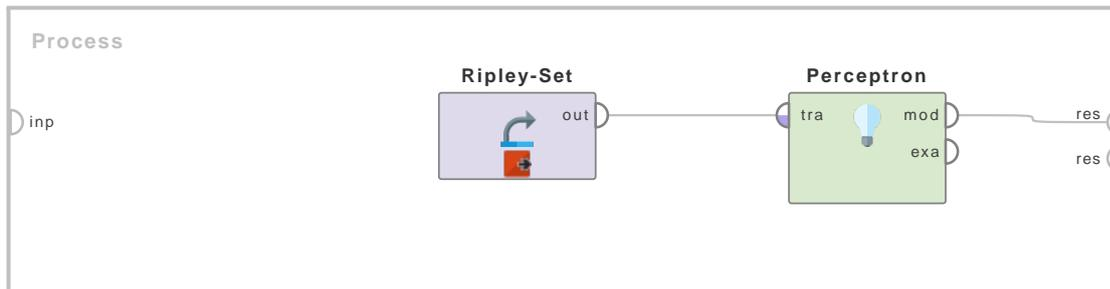 Process
Ripley-Set
Perceptron
inp
out
tra
mod
res
exa
res